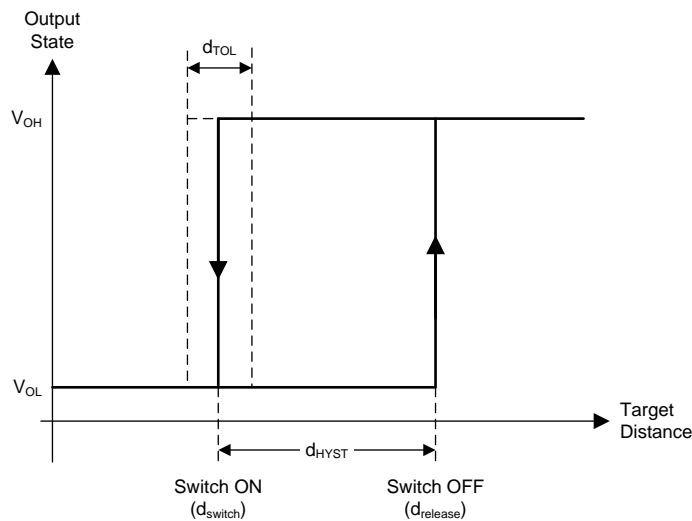 Output
State
dTOL
VOH
VOL
Target
Distance
dHYST
Switch ON
(dswitch)
Switch OFF
(drelease)